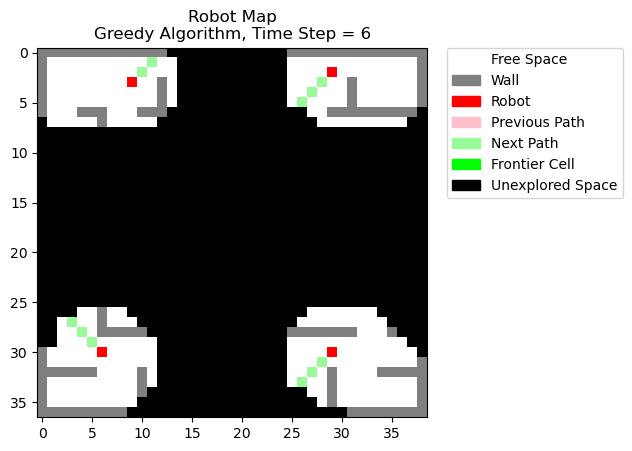 Robot Map
Greedy Algorithm, Time Step = 6
0
5
10
15
20
25
30
35
0 5 10 15 20 25 30 35
Free Space
Wall
Robot
Previous Path
Next Path
Frontier Cell
Unexplored Space